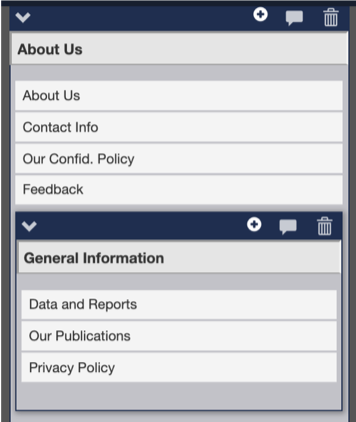 About Us
About Us
Contact Info
Our Confid. Policy
Feedback
General Information
Data and Reports
Our Publications
Privacy Policy